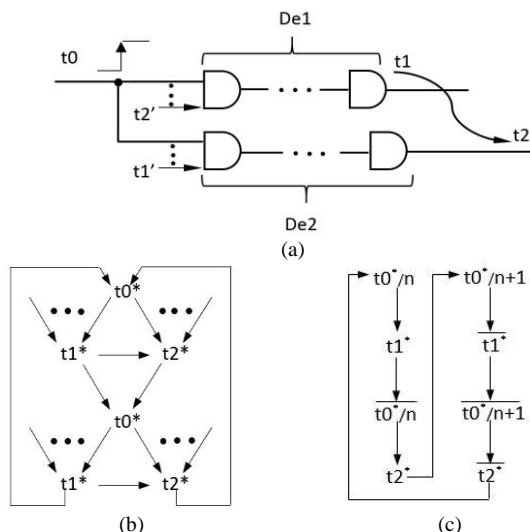 De1
t0
t1
t2'
t2
t1'
De2
(a)
t0*
t1* t2*
t0*
t1* t2*
(b)
t0*/n t0*/n+1
t1* t1*
t0*/n t0*/n+1
t2* t2*
(c)